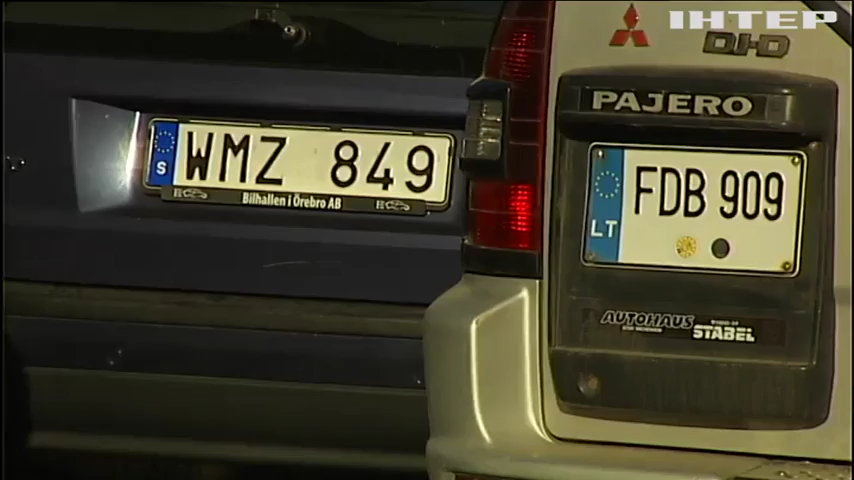 ІНТЕР
DI-D
PAJERO
S
WMZ 849
Bilhallen i Örebro AB
LT
FDB 909
AUTOHAUS
STABEL